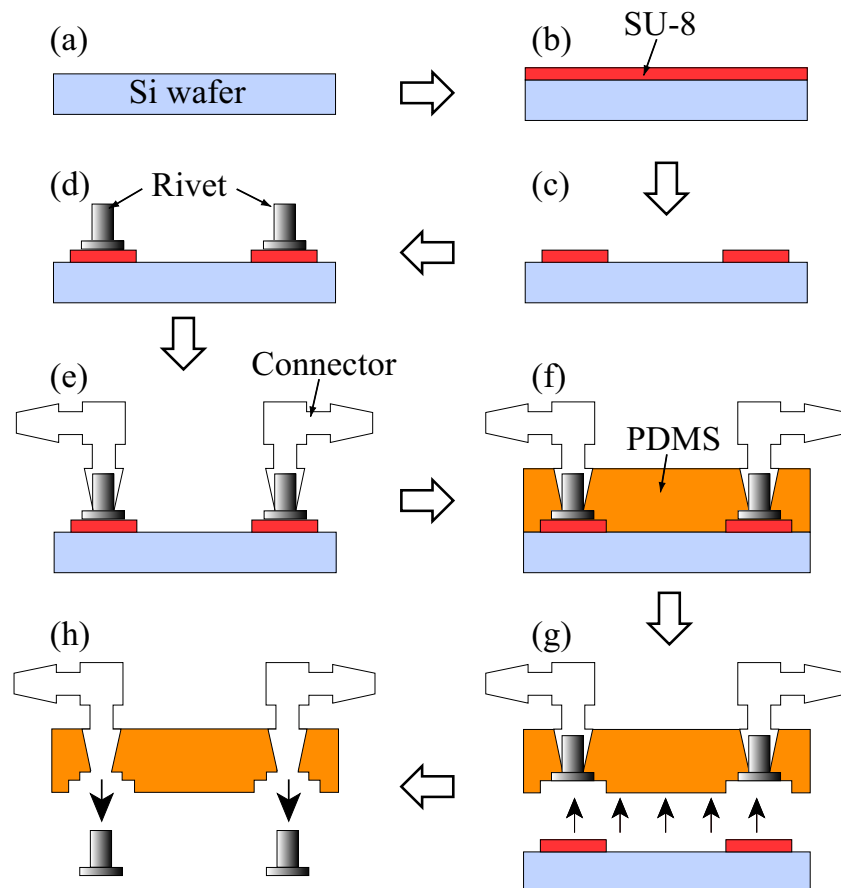 (a)
Si wafer
(b)
SU-8
(d)
Rivet
(c)
(e)
Connector
(f)
PDMS
(h)
(g)